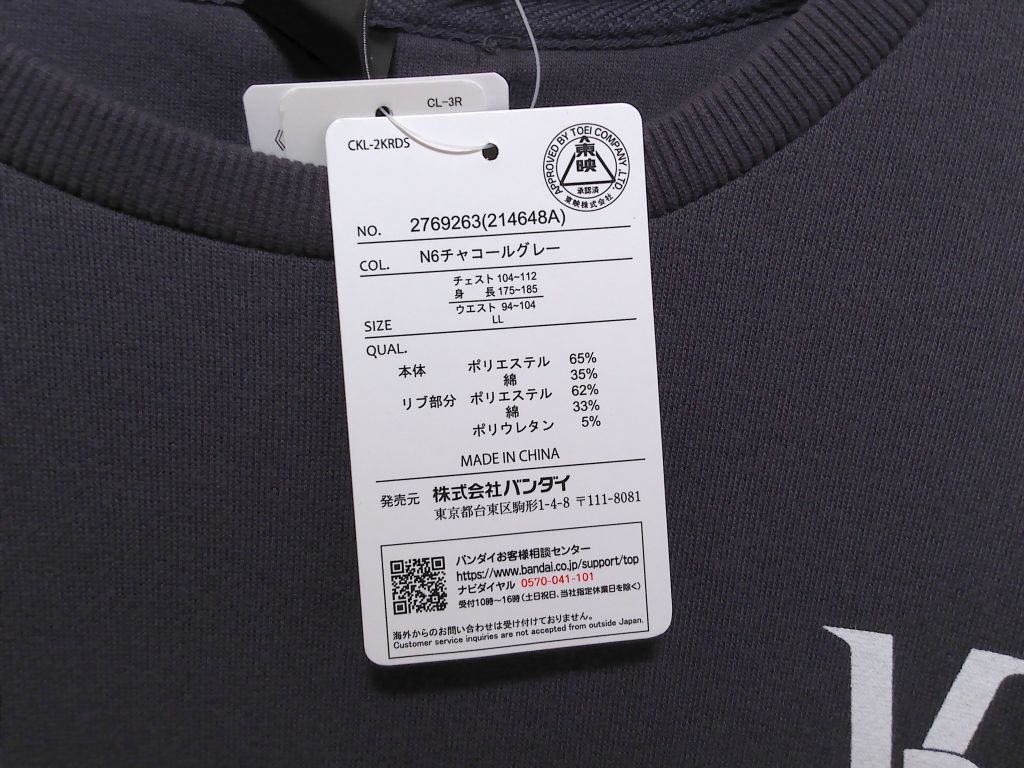 CL-3R
《
CKL-2KRDS
APPROVED BY TOEI COMPANY, LTD.
東映
承認済
東映株式会社
NO. 2769263(214648A)
COL. N6チャコールグレー
チェスト 104~112
身 長 175~185
ウエスト 94~104
SIZE LL
QUAL.
本体 ポリエステル 65%
綿 35%
リブ部分 ポリエステル 62%
綿 33%
ポリウレタン 5%
MADE IN CHINA
発売元 株式会社バンダイ
東京都台東区駒形1-4-8 〒111-8081
バンダイお客様相談センター
https://www.bandai.co.jp/support/top
ナビダイヤル 0570-041-101
受付10時～16時(土日祝日、当社指定休業日を除く)
海外からのお問い合わせは受け付けておりません。
Customer service inquiries are not accepted from outside Japan.